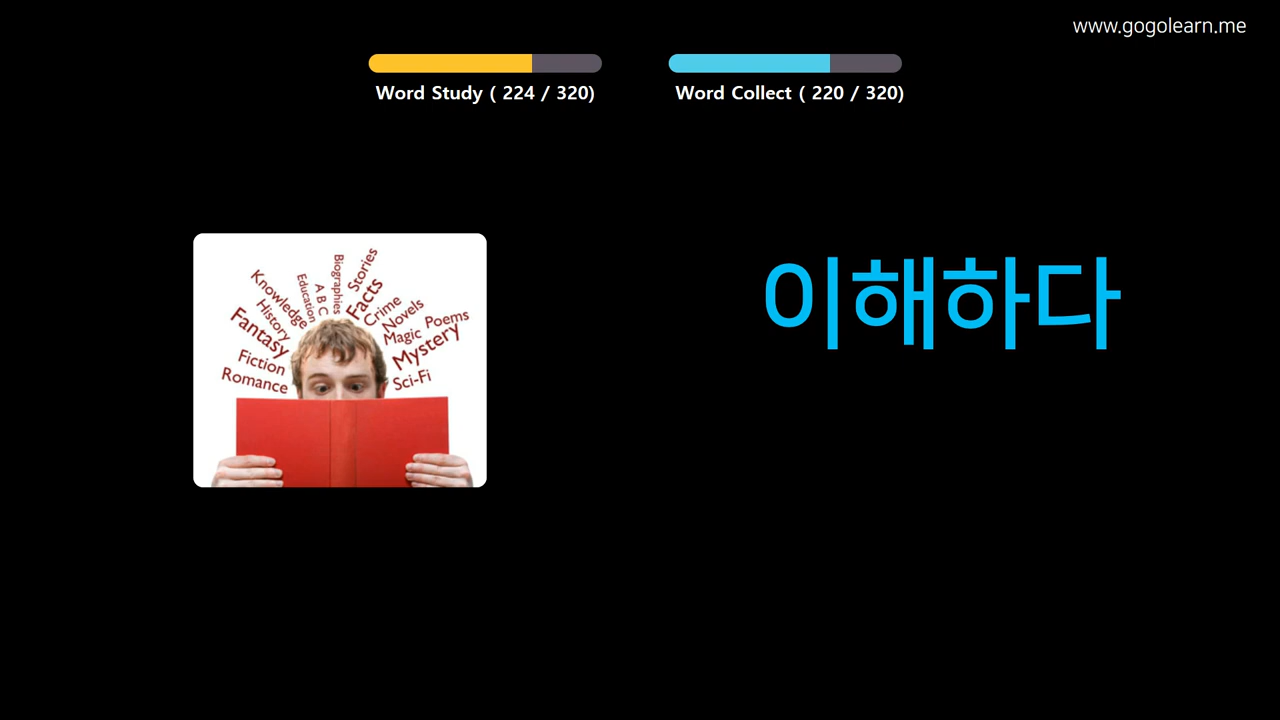 www.gogolearn.me
Word Study ( 224 / 320)
Word Collect ( 220 / 320)
이해하다
Stories
Biographies
Facts
A B C
Education
Knowledge
Crime
History
Novels
Fantasy
Magic
Poems
Mystery
Fiction
Romance
Sci-Fi